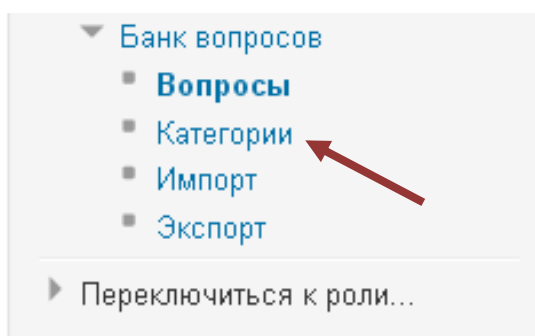 Банк вопросов
Вопросы
Категории
Импорт
Экспорт
Переключиться к роли...